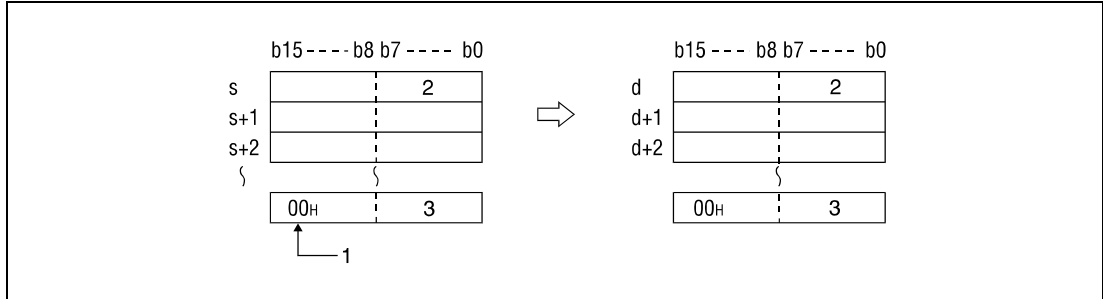 b15 - - - - b8 b7 - - - - b0 b15 - - - - b8 b7 - - - - b0
s 2 d 2
s+1 d+1
s+2 d+2
00H 3 00H 3
1